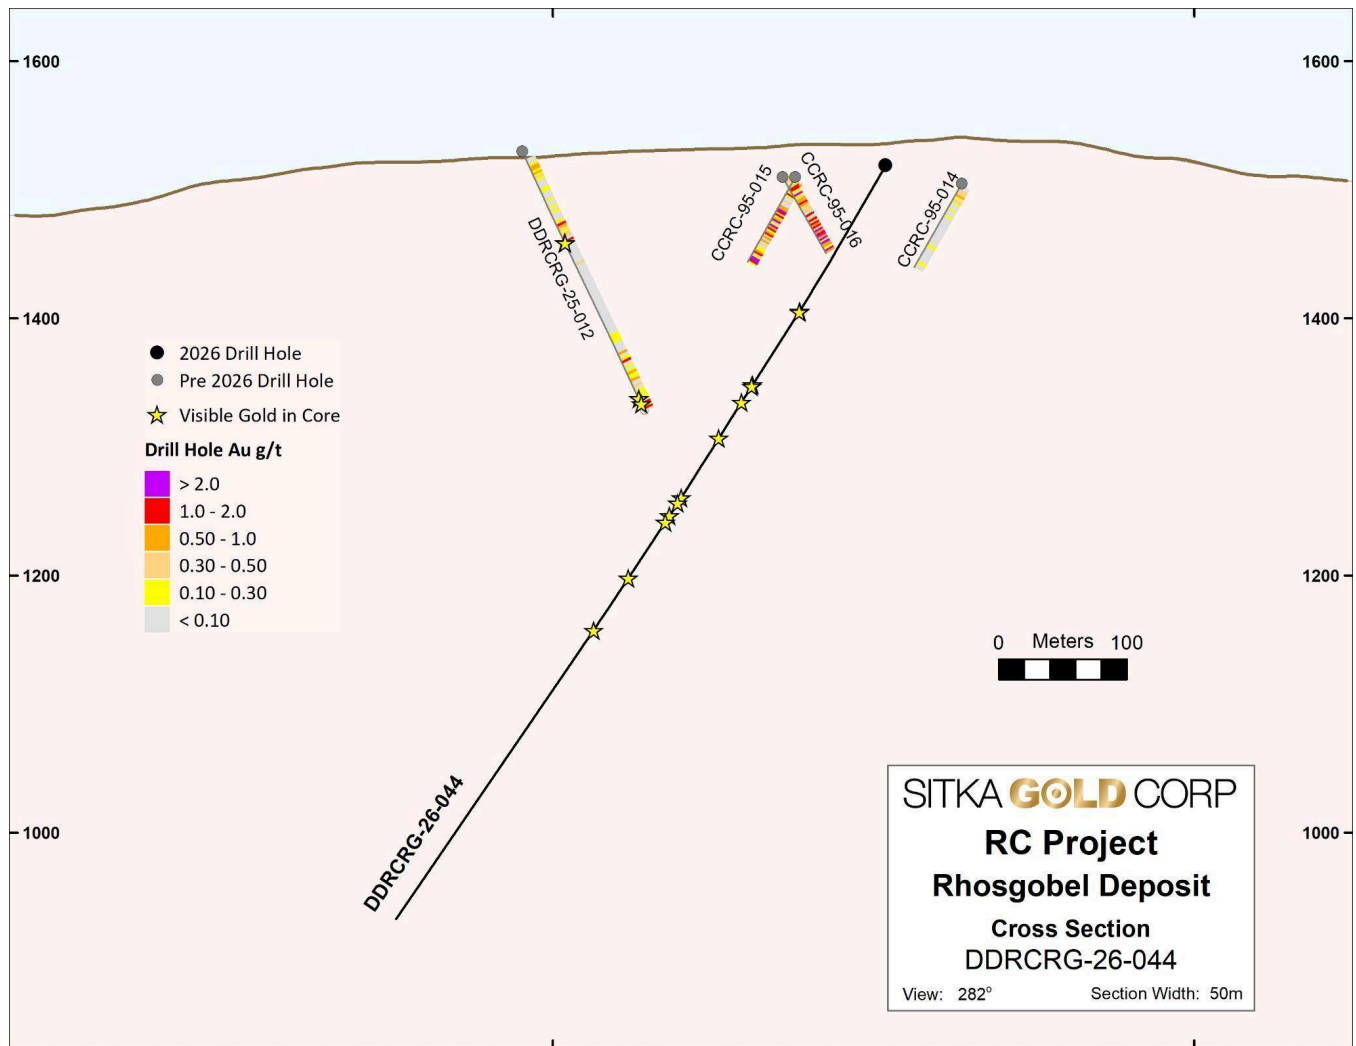 1600
1600
CCRC-95-015
CCRC-95-016
CCRC-95-014
DDRCRG-25-012
1400
1400
2026 Drill Hole
Pre 2026 Drill Hole
Visible Gold in Core
Drill Hole Au g/t
> 2.0
1.0 - 2.0
0.50 - 1.0
0.30 - 0.50
0.10 - 0.30
< 0.10
1200
1200
0 Meters 100
DDRCRG-26-044
1000
1000
SITKA GOLD CORP
RC Project
Rhosgobel Deposit
Cross Section
DDRCRG-26-044
View: 282° Section Width: 50m